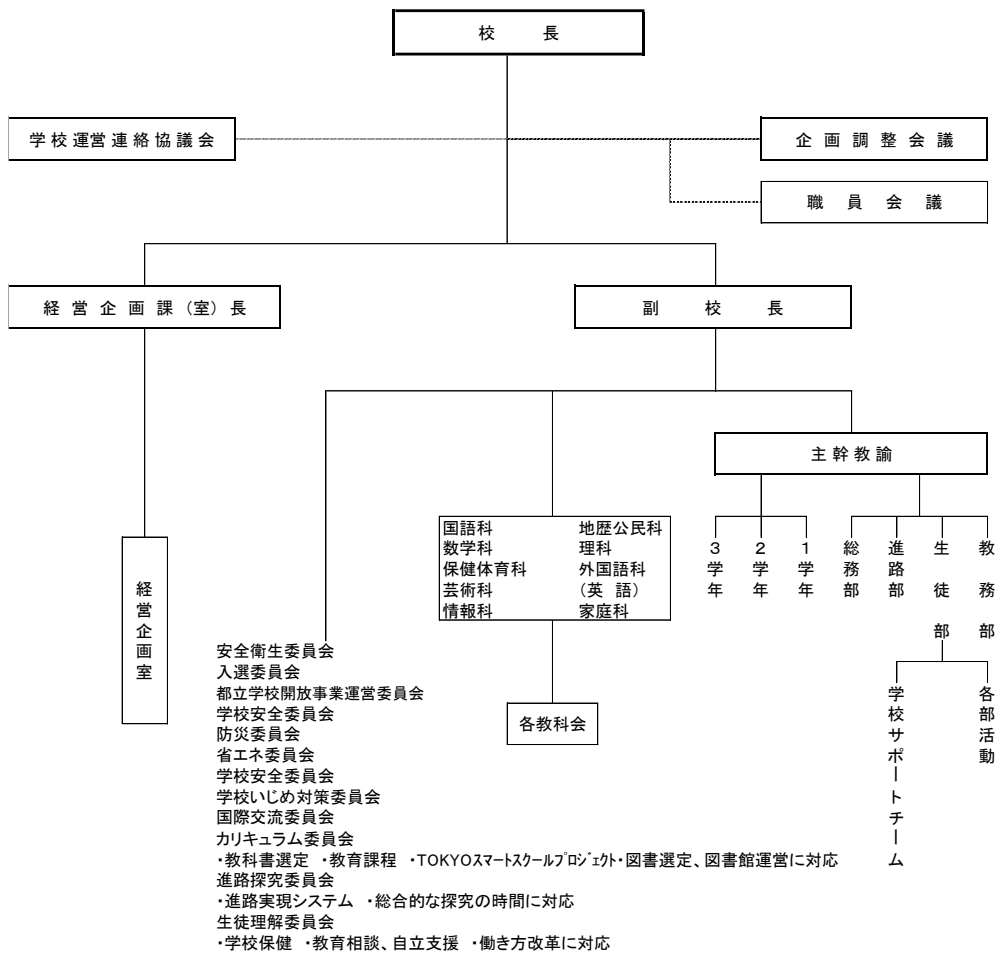 校長
学校運営連絡協議会
企画調整会議
職員会議
経営企画課（室）長
副校長
主幹教諭
国語科 地歴公民科
数学科 理科
保健体育科 外国語科
芸術科 （英 語）
情報科 家庭科
３学年
２学年
１学年
総務部
進路部
生徒部
教務部
経営企画室
各教科会
学校サポートチーム
各部活動
安全衛生委員会
入選委員会
都立学校開放事業運営委員会
学校安全委員会
防災委員会
省エネ委員会
学校安全委員会
学校いじめ対策委員会
国際交流委員会
カリキュラム委員会
・教科書選定 ・教育課程 ・TOKYOｽﾏｰﾄｽｸｰﾙﾌﾟﾛｼﾞｪｸﾄ・図書選定、図書館運営に対応
進路探究委員会
・進路実現システム ・総合的な探究の時間に対応
生徒理解委員会
・学校保健 ・教育相談、自立支援 ・働き方改革に対応